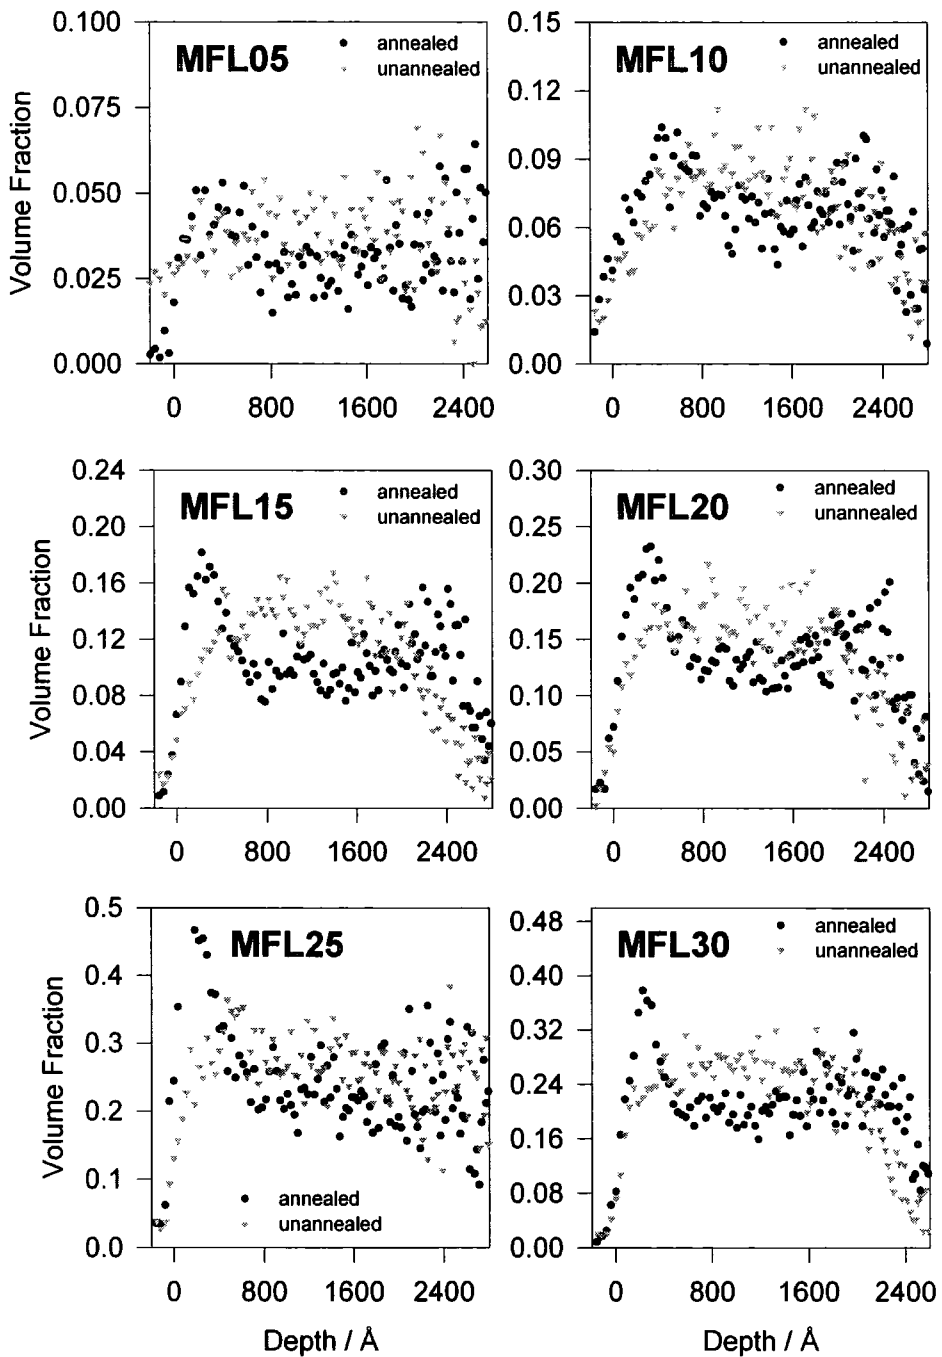 0.100
MFL05
annealed
unannealed
0.075
0.050
0.025
0.000
0 800 1600 2400
Volume Fraction
0.15
MFL10
annealed
unannealed
0.12
0.09
0.06
0.03
0.00
0 800 1600 2400
0.24
MFL15
annealed
unannealed
0.20
0.16
0.12
0.08
0.04
0.00
0 800 1600 2400
Volume Fraction
0.30
MFL20
annealed
unannealed
0.25
0.20
0.15
0.10
0.05
0.00
0 800 1600 2400
0.5
MFL25
0.4
0.3
0.2
0.1
annealed
unannealed
0.0
0 800 1600 2400
Volume Fraction
Depth / Å
0.48
MFL30
annealed
unannealed
0.40
0.32
0.24
0.16
0.08
0.00
0 800 1600 2400
Depth / Å